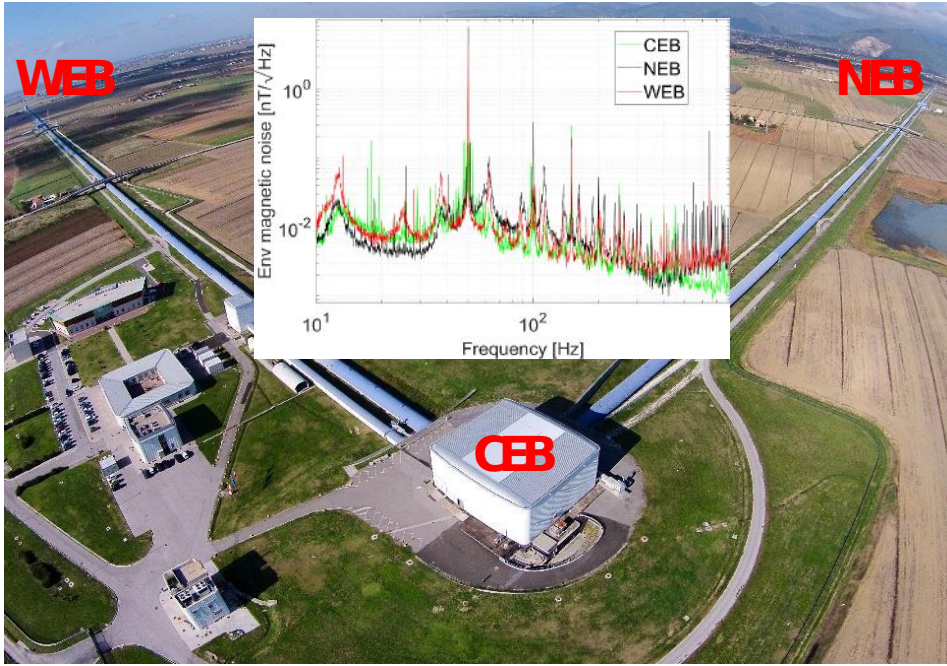 WEB
NEB
Env magnetic noise [nT/√Hz]
10^0
10^-2
CEB
NEB
WEB
10^1
10^2
Frequency [Hz]
CEB